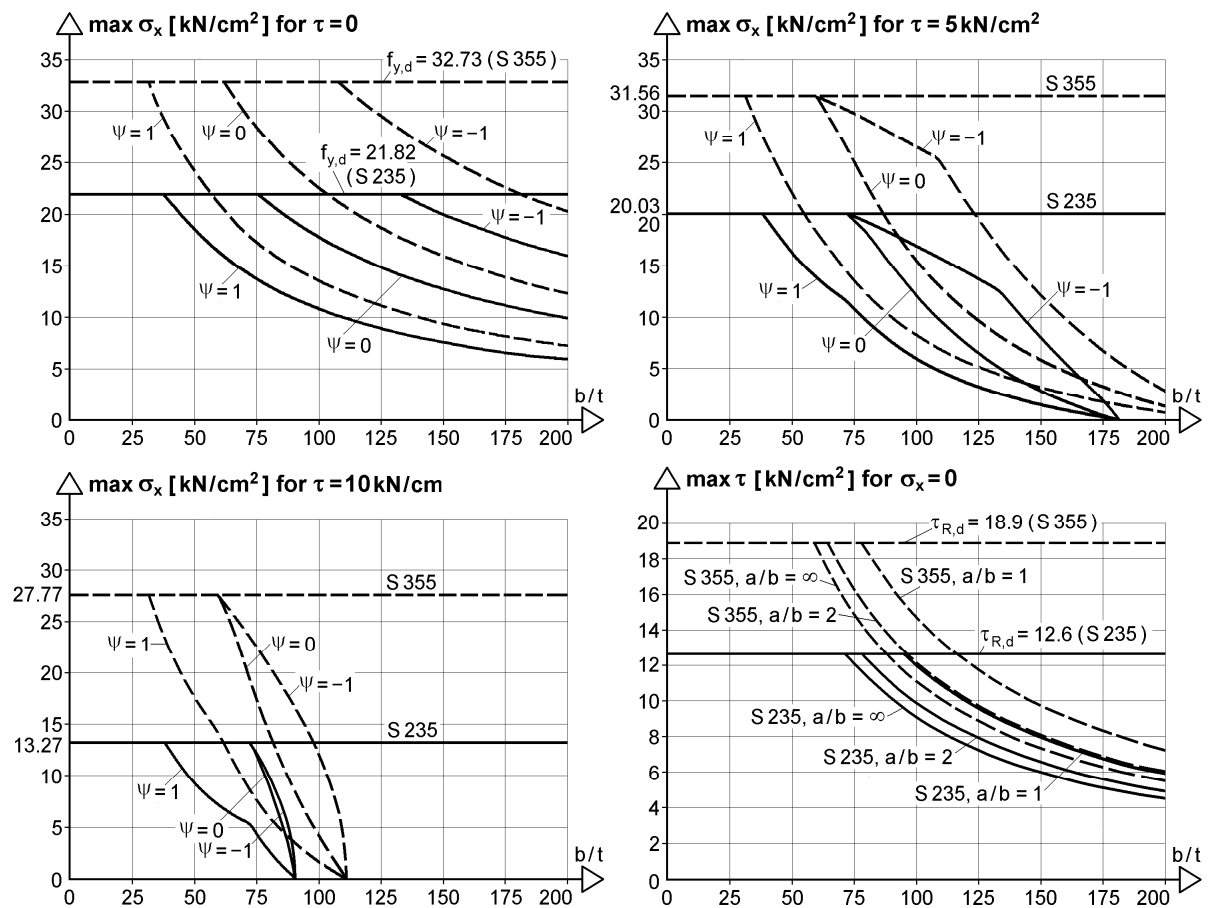 max σx [kN/cm²] for τ=0
35
30
25
20
15
10
5
0
fy,d = 32.73 (S 355)
ψ=1
ψ=0
ψ=−1
fy,d = 21.82
(S 235)
ψ=−1
ψ=1
ψ=0
b/t
0 25 50 75 100 125 150 175 200
max σx [kN/cm²] for τ=5kN/cm²
35
31.56
30
25
20.03
20
15
10
5
0
S 355
ψ=1
ψ=−1
ψ=0
S 235
ψ=1
ψ=−1
ψ=0
b/t
0 25 50 75 100 125 150 175 200
max σx [kN/cm²] for τ=10kN/cm
35
30
27.77
25
20
15
13.27
10
5
0
S 355
ψ=1
ψ=0
ψ=−1
S 235
ψ=1
ψ=0
ψ=−1
b/t
0 25 50 75 100 125 150 175 200
max τ [kN/cm²] for σx=0
20
18
16
14
12
10
8
6
4
2
0
τR,d = 18.9 (S 355)
S 355, a/b = ∞
S 355, a/b = 1
S 355, a/b = 2
τR,d = 12.6 (S 235)
S 235, a/b = ∞
S 235, a/b = 2
S 235, a/b = 1
b/t
0 25 50 75 100 125 150 175 200